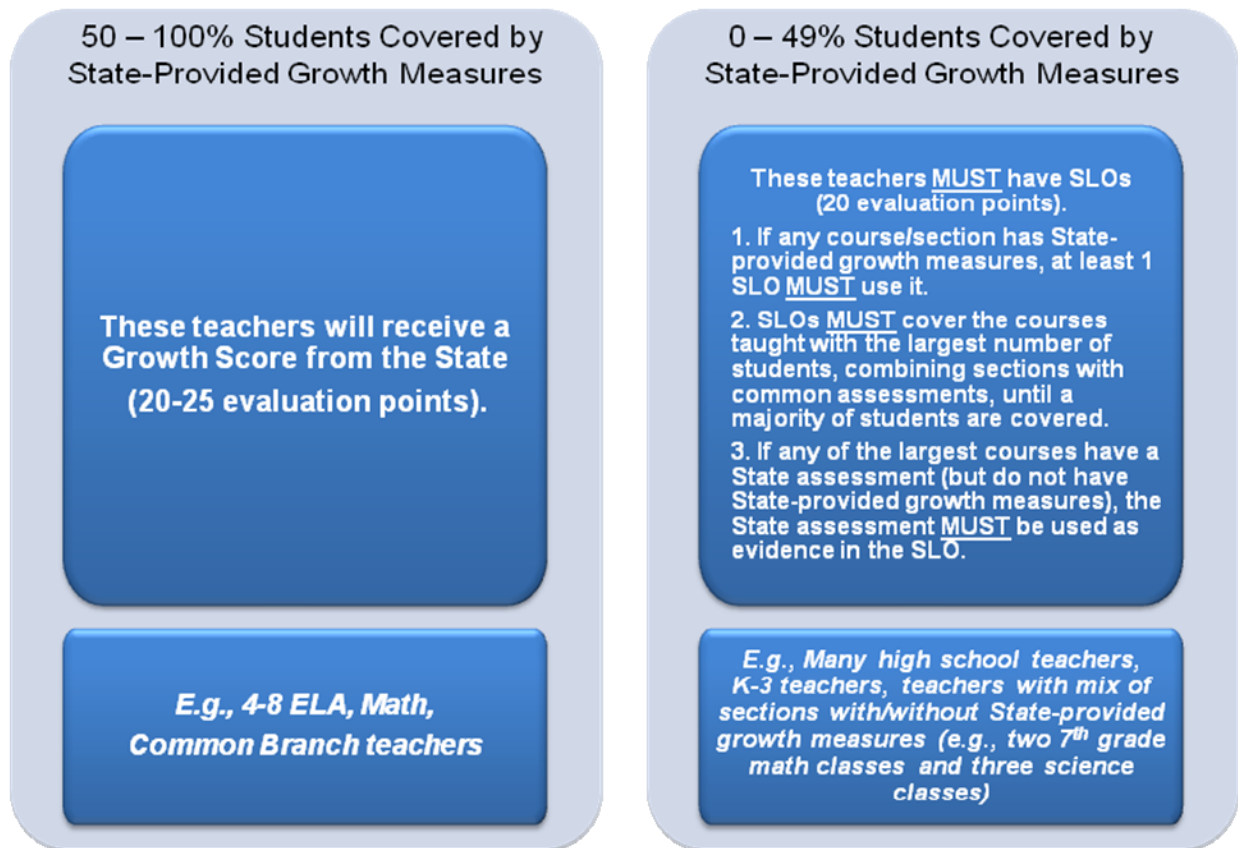 50 – 100% Students Covered by
State-Provided Growth Measures
These teachers will receive a
Growth Score from the State
(20-25 evaluation points).
E.g., 4-8 ELA, Math,
Common Branch teachers
0 – 49% Students Covered by
State-Provided Growth Measures
These teachers MUST have SLOs
(20 evaluation points).
1. If any course/section has State-
provided growth measures, at least 1
SLO MUST use it.
2. SLOs MUST cover the courses
taught with the largest number of
students, combining sections with
common assessments, until a
majority of students are covered.
3. If any of the largest courses have a
State assessment (but do not have
State-provided growth measures), the
State assessment MUST be used as
evidence in the SLO.
E.g., Many high school teachers,
K-3 teachers, teachers with mix of
sections with/without State-provided
growth measures (e.g., two 7th grade
math classes and three science
classes)